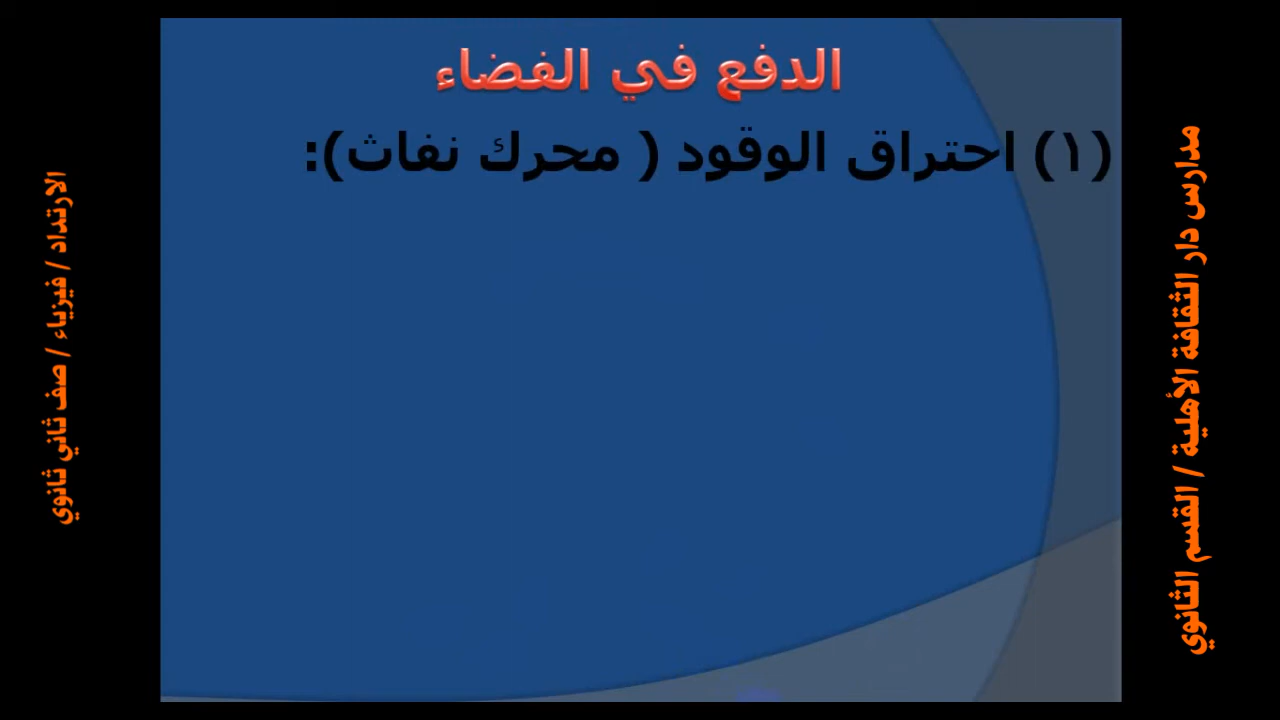 الدفع في الفضاء
(١) احتراق الوقود ( محرك نفاث):
مدارس دار الثقافة الأهلية / القسم الثانوي
الارتداد / فيزياء / صف ثاني ثانوي